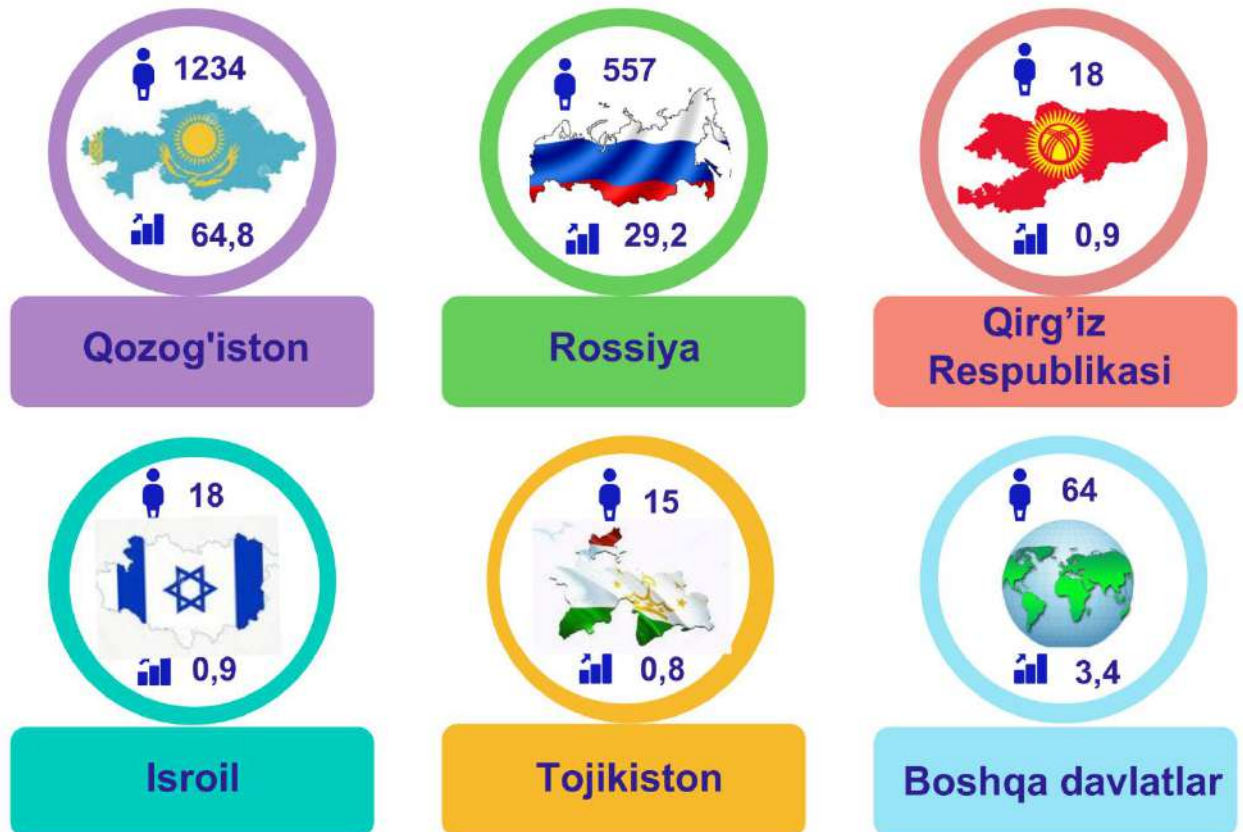 1234
64,8
Qozog'iston
557
29,2
Rossiya
18
0,9
Qirg’iz
Respublikasi
18
0,9
Isroil
15
0,8
Tojikiston
64
3,4
Boshqa davlatlar